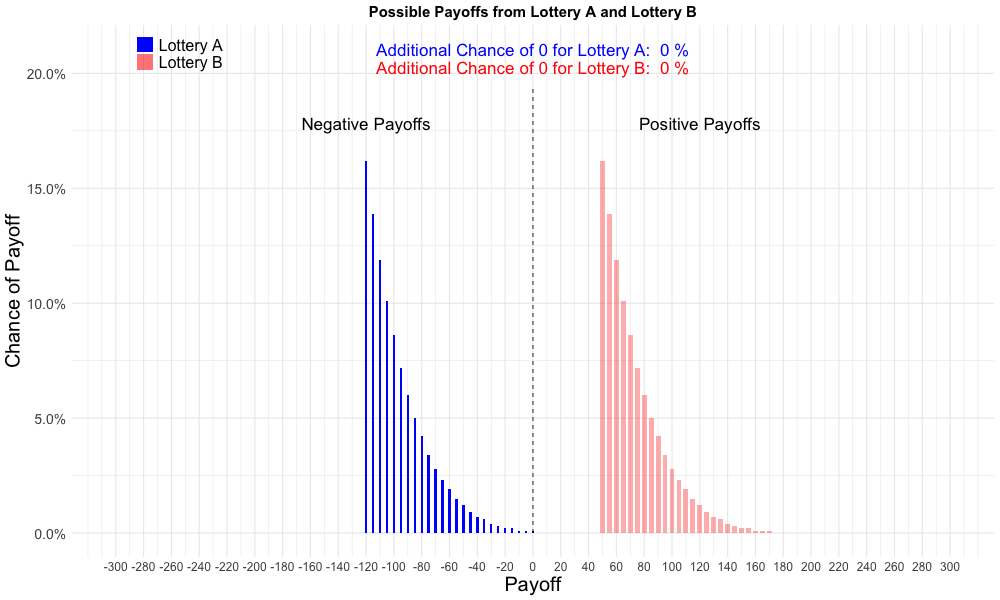 Possible Payoffs from Lottery A and Lottery B
Lottery A
Lottery B
Additional Chance of 0 for Lottery A: 0 %
Additional Chance of 0 for Lottery B: 0 %
Negative Payoffs
Positive Payoffs
20.0%
15.0%
10.0%
5.0%
0.0%
Chance of Payoff
-300 -280 -260 -240 -220 -200 -180 -160 -140 -120 -100 -80 -60 -40 -20 0 20 40 60 80 100 120 140 160 180 200 220 240 260 280 300
Payoff